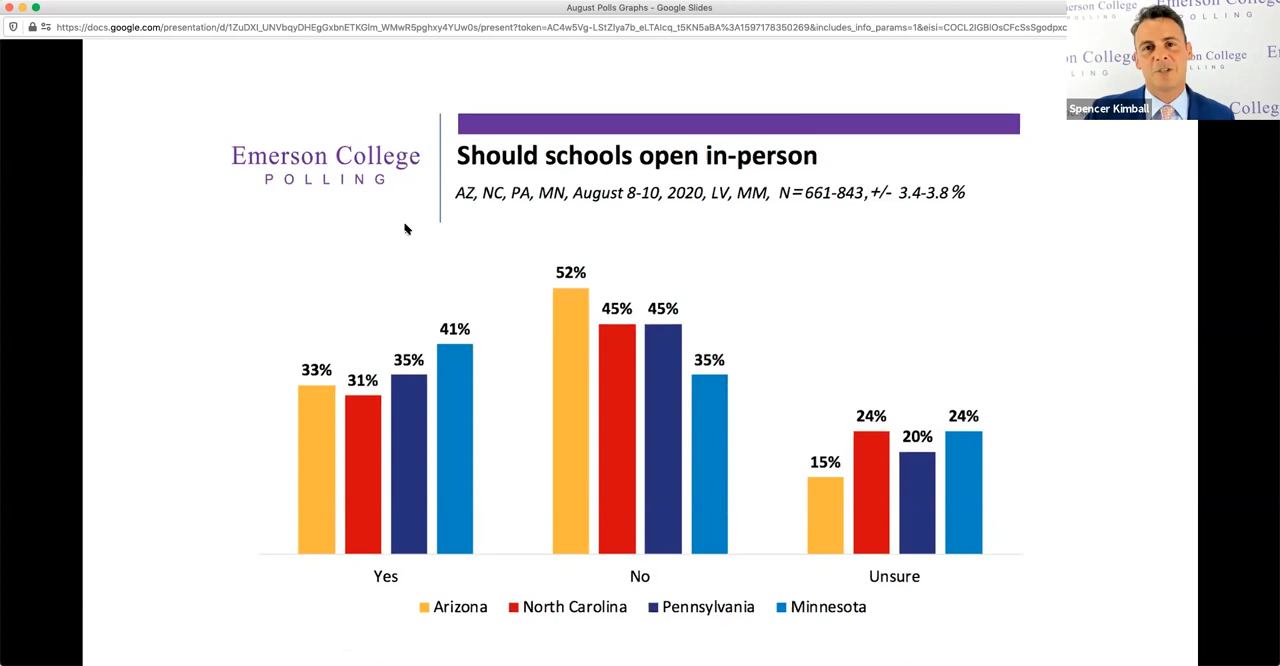 August Polls Graphs - Google Slides
Emerson College
POLLING
Spencer Kimball
Should schools open in-person
AZ, NC, PA, MN, August 8-10, 2020, LV, MM, N=661-843, +/- 3.4-3.8 %
52%
45%
45%
41%
35%
35%
33%
31%
24%
24%
20%
15%
Yes
No
Unsure
Arizona
North Carolina
Pennsylvania
Minnesota